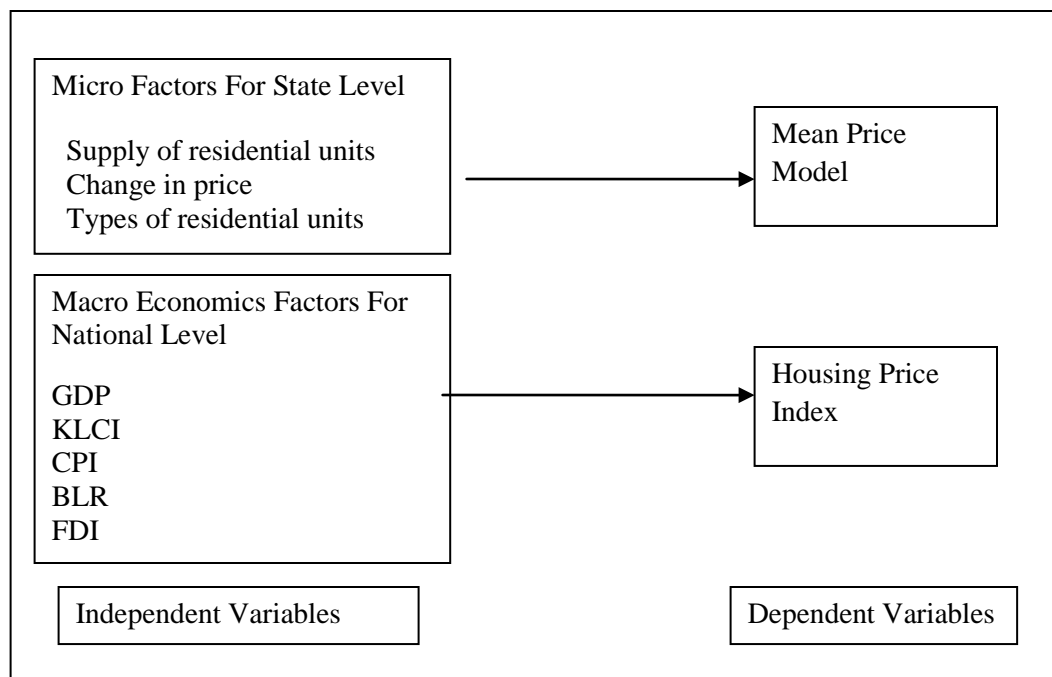 Micro Factors For State Level
Supply of residential units
Change in price
Types of residential units
Mean Price
Model
Macro Economics Factors For
National Level
GDP
KLCI
CPI
BLR
FDI
Housing Price
Index
Independent Variables
Dependent Variables